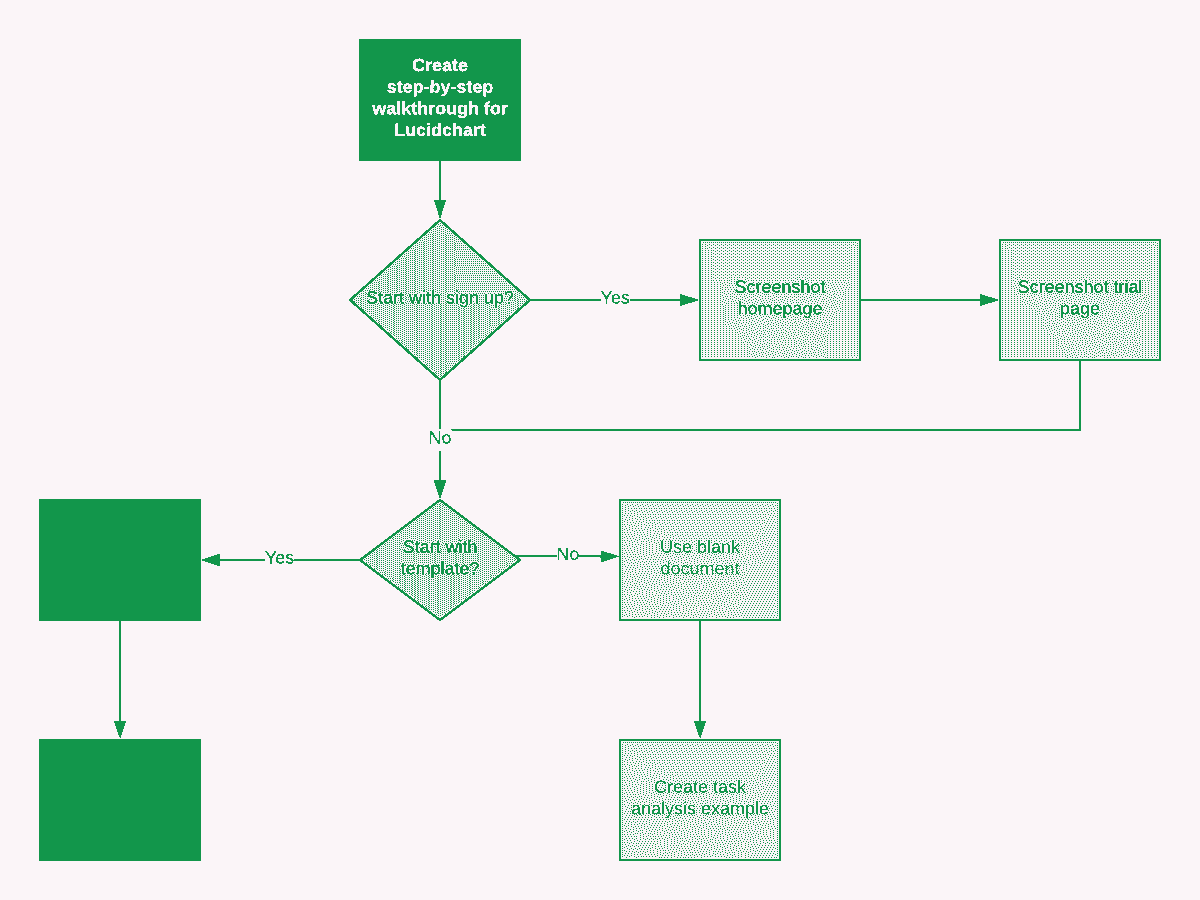 Create
step-by-step
walkthrough for
Lucidchart
Start with sign up?
Yes
Screenshot
homepage
Screenshot trial
page
No
Yes
Start with
template?
No
Use blank
document
Create task
analysis example